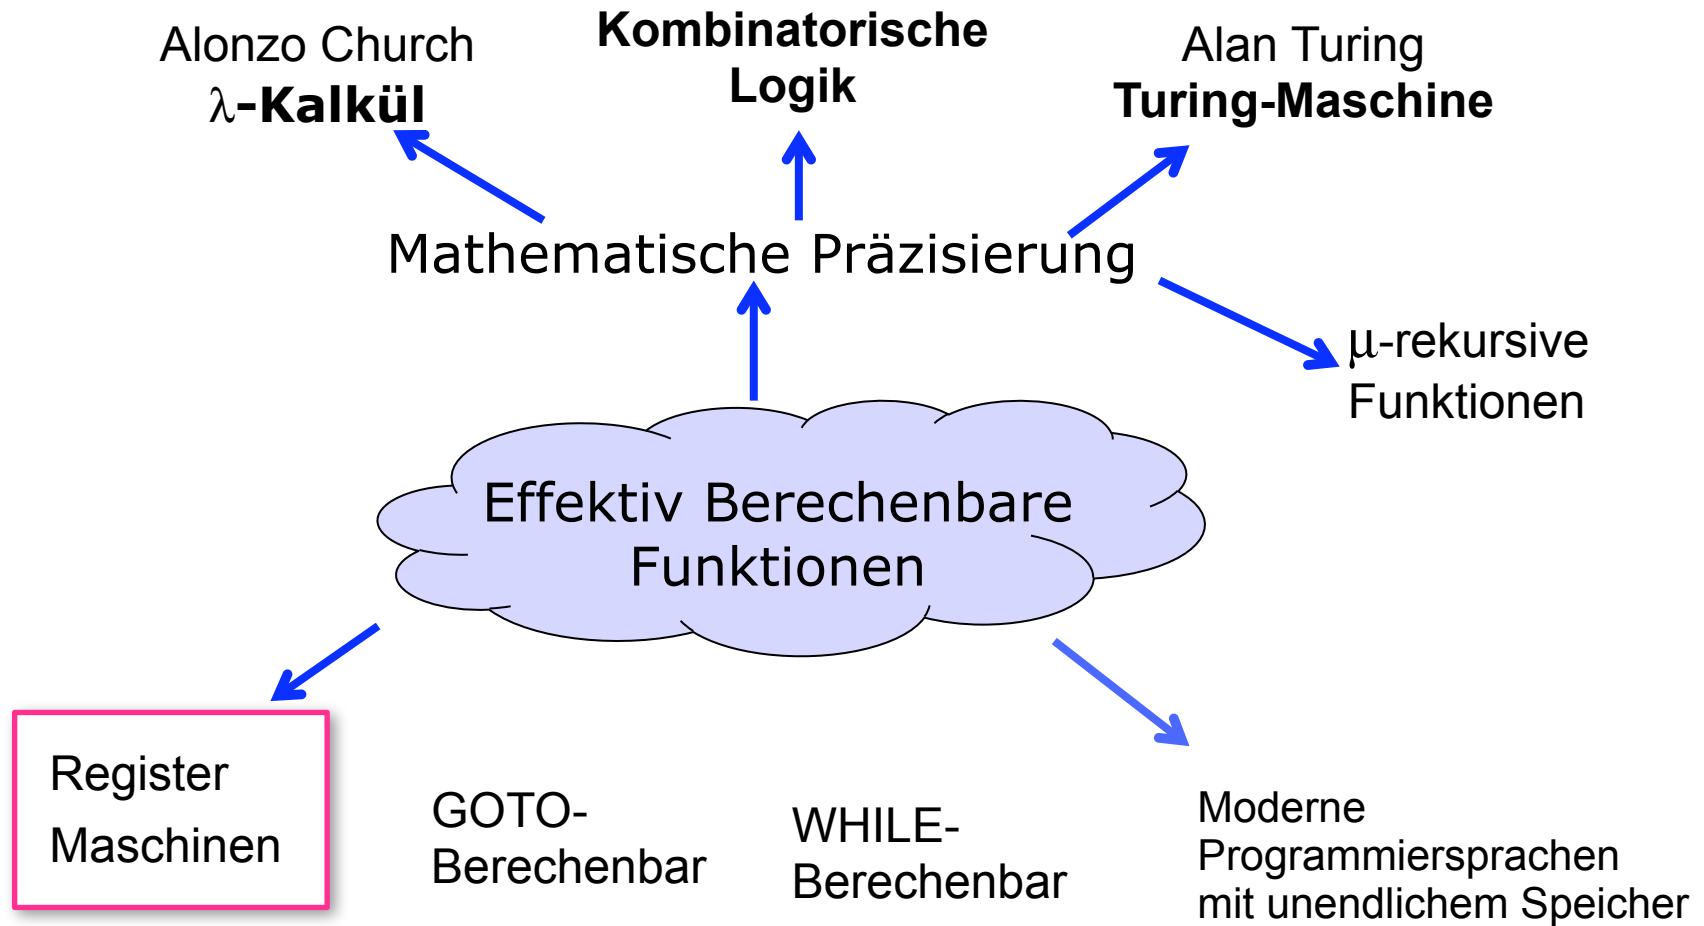 Alonzo Church
λ-Kalkül
Kombinatorische
Logik
Alan Turing
Turing-Maschine
Mathematische Präzisierung
μ-rekursive
Funktionen
Effektiv Berechenbare
Funktionen
Register
Maschinen
GOTO-
Berechenbar
WHILE-
Berechenbar
Moderne
Programmiersprachen
mit unendlichem Speicher